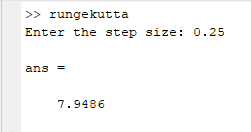 >> rungekutta
Enter the step size: 0.25
ans =
7.9486